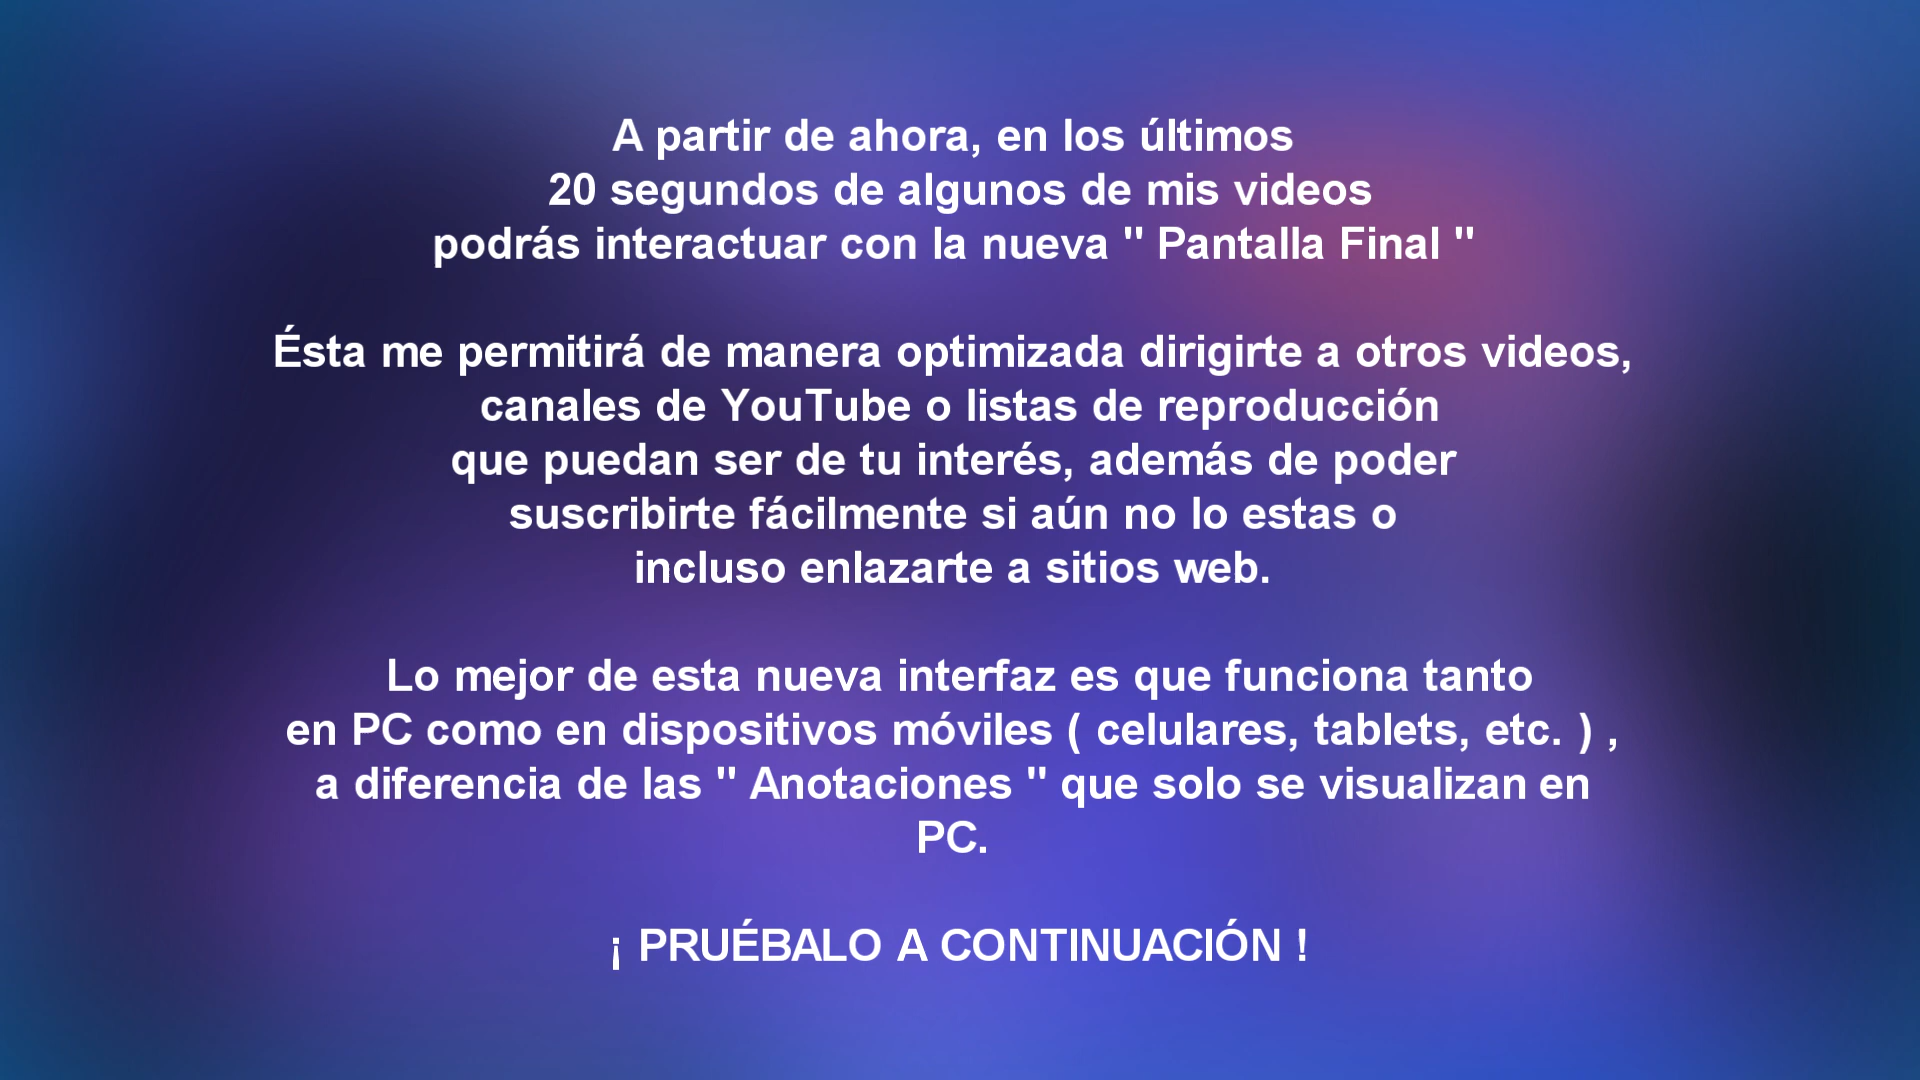 A partir de ahora, en los últimos
20 segundos de algunos de mis videos
podrás interactuar con la nueva " Pantalla Final "
Ésta me permitirá de manera optimizada dirigirte a otros videos,
canales de YouTube o listas de reproducción
que puedan ser de tu interés, además de poder
suscribirte fácilmente si aún no lo estas o
incluso enlazarte a sitios web.
Lo mejor de esta nueva interfaz es que funciona tanto
en PC como en dispositivos móviles ( celulares, tablets, etc. ) ,
a diferencia de las " Anotaciones " que solo se visualizan en
PC.
¡ PRUÉBALO A CONTINUACIÓN !